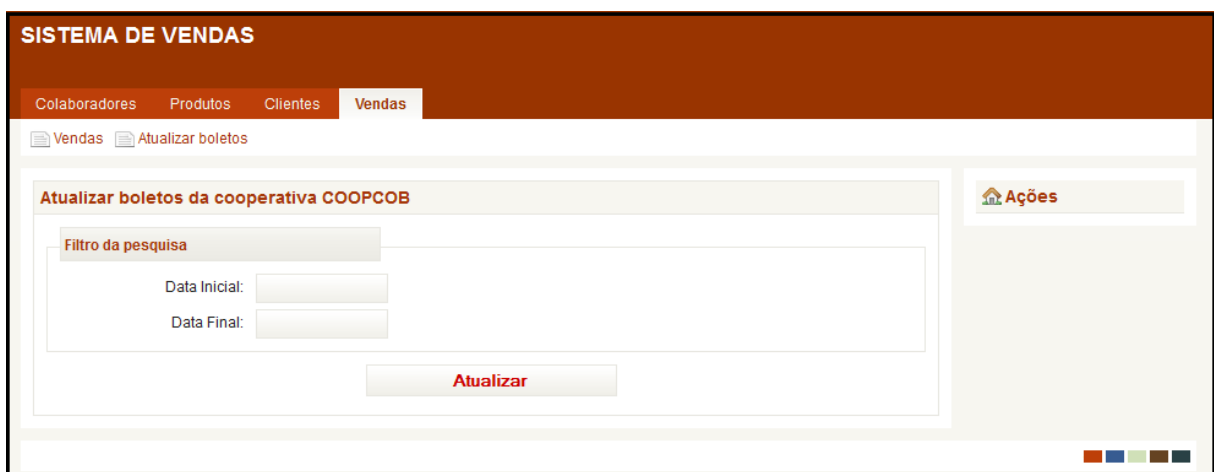 SISTEMA DE VENDAS
Colaboradores Produtos Clientes Vendas
Vendas Atualizar boletos
Atualizar boletos da cooperativa COOPCOB
Ações
Filtro da pesquisa
Data Inicial:
Data Final:
Atualizar